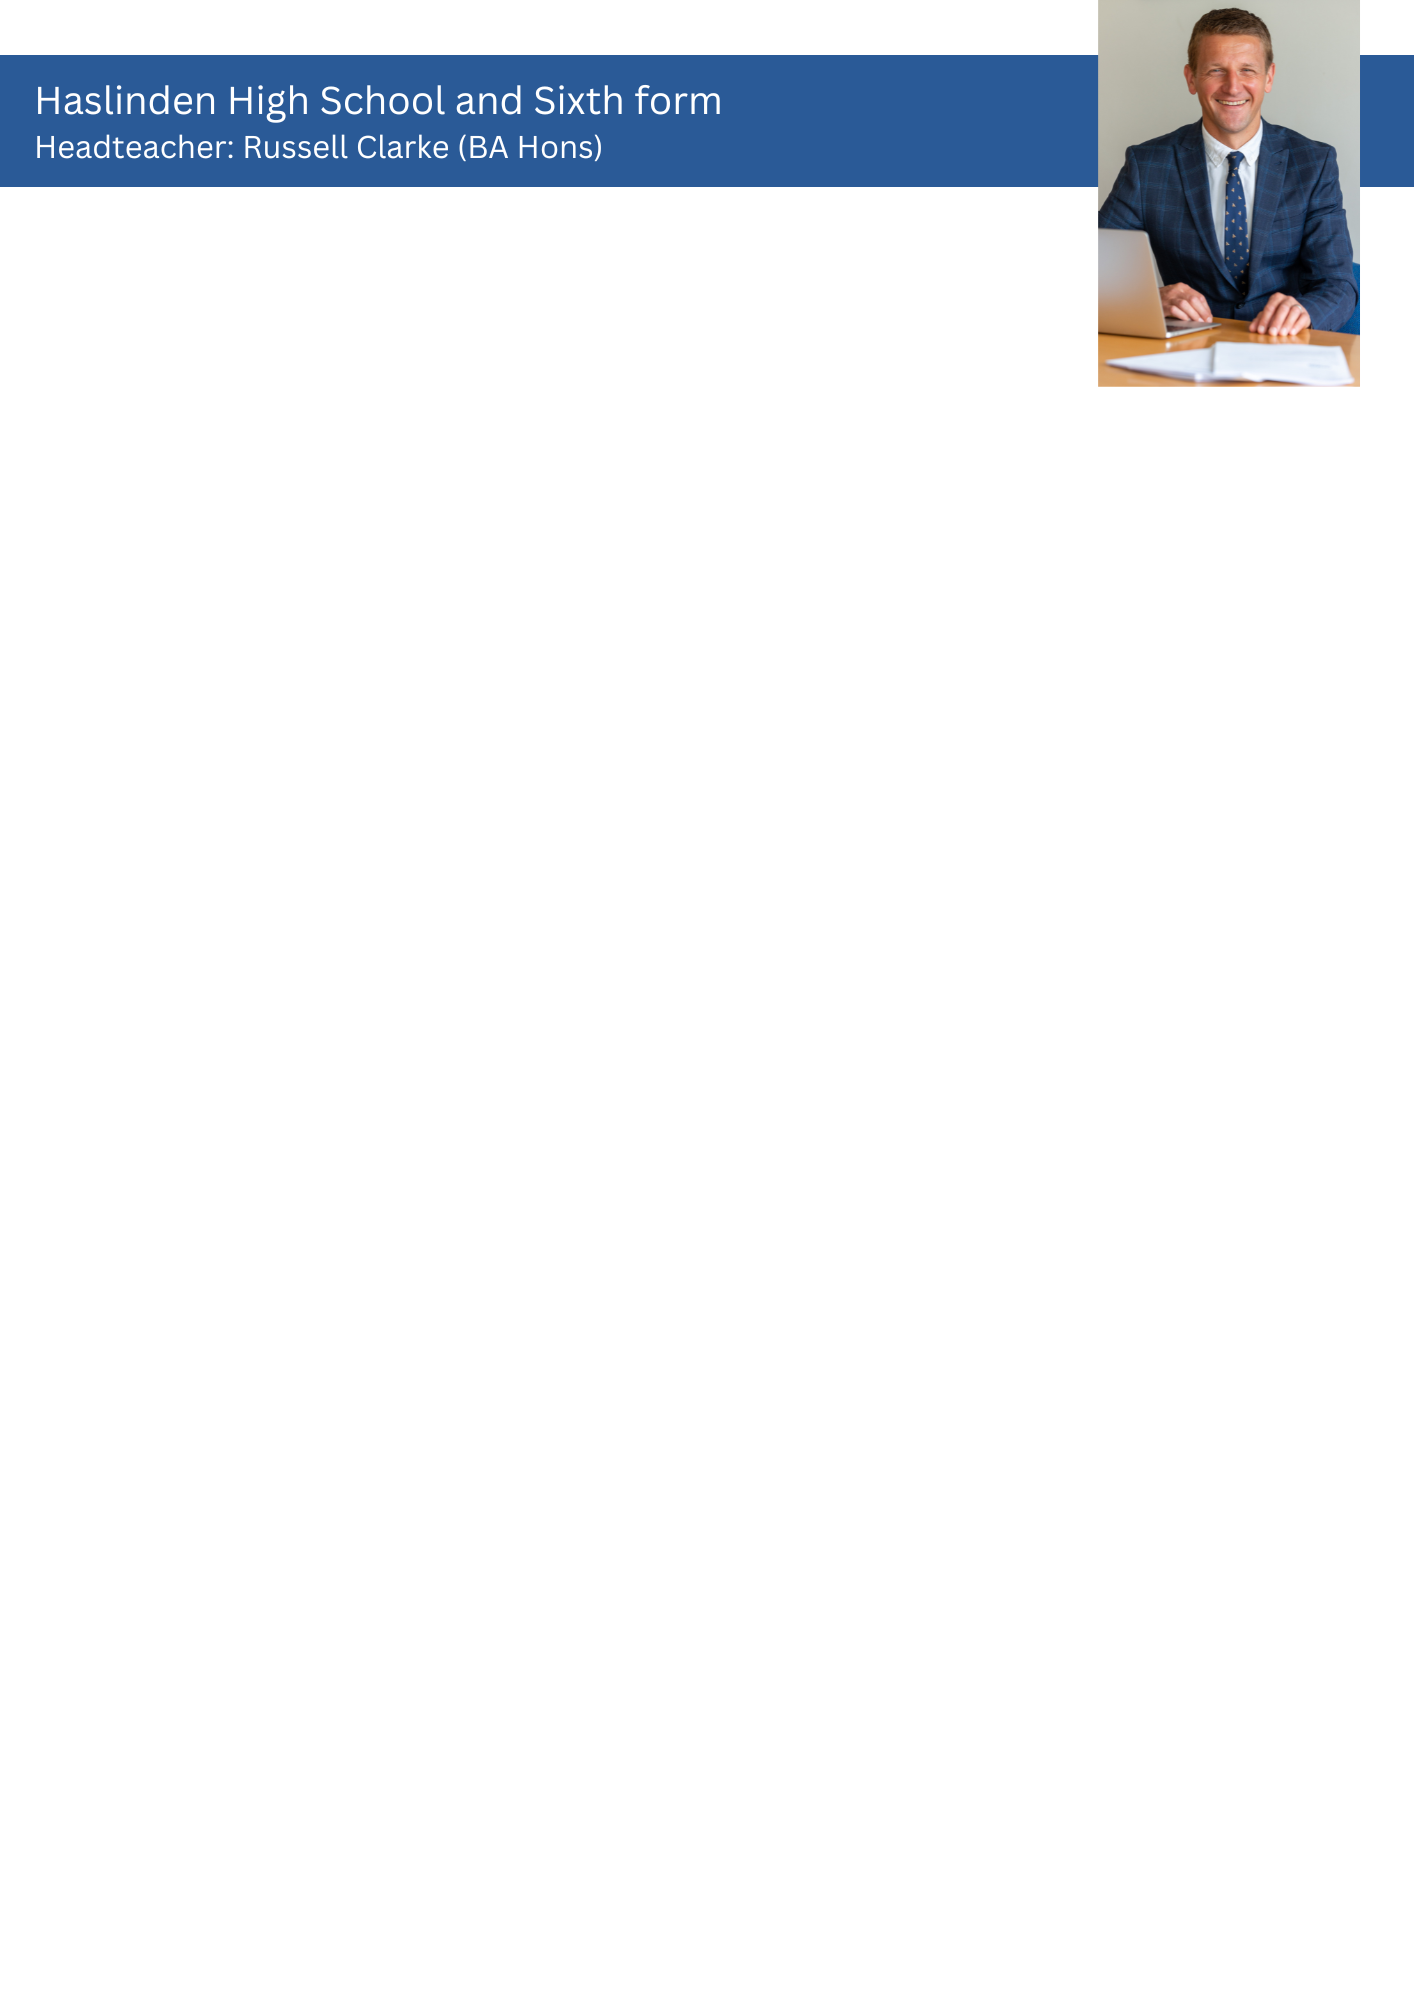 Haslinden High School and Sixth form
Headteacher: Russell Clarke (BA Hons)